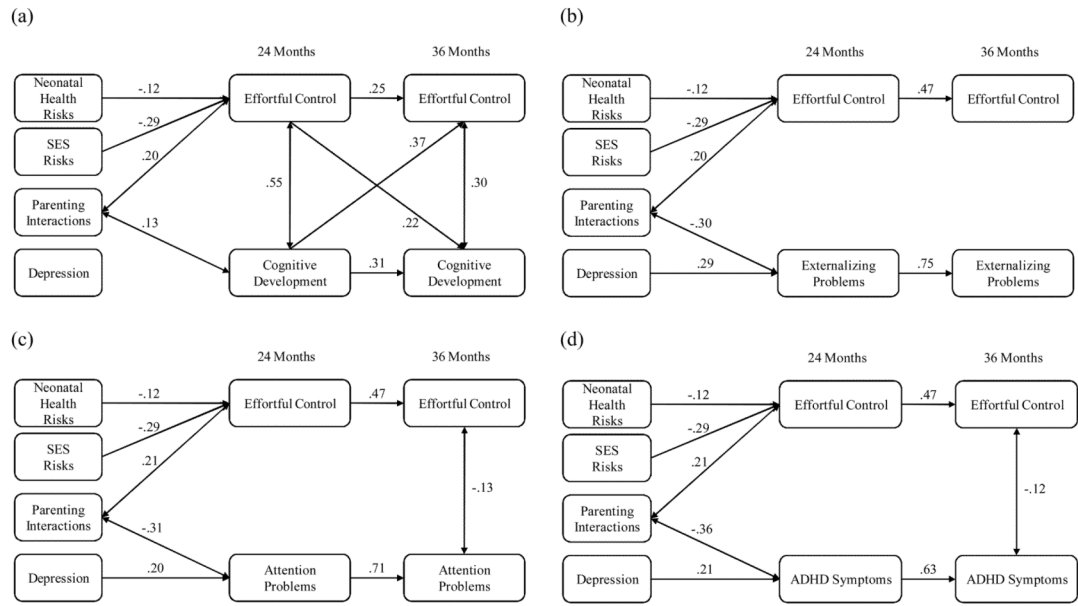 (a)
24 Months
36 Months
Neonatal
Health
Risks
-.12
Effortful Control
.25
Effortful Control
SES
Risks
-.29
.20
.37
.55
.30
Parenting
Interactions
.13
.22
Depression
Cognitive
Development
.31
Cognitive
Development
(b)
24 Months
36 Months
Neonatal
Health
Risks
-.12
Effortful Control
.47
Effortful Control
SES
Risks
-.29
.20
Parenting
Interactions
-.30
Depression
.29
Externalizing
Problems
.75
Externalizing
Problems
(c)
24 Months
36 Months
Neonatal
Health
Risks
-.12
Effortful Control
.47
Effortful Control
SES
Risks
-.29
.21
-.13
Parenting
Interactions
-.31
Depression
.20
Attention
Problems
.71
Attention
Problems
(d)
24 Months
36 Months
Neonatal
Health
Risks
-.12
Effortful Control
.47
Effortful Control
SES
Risks
-.29
.21
-.12
Parenting
Interactions
-.36
Depression
.21
ADHD Symptoms
.63
ADHD Symptoms